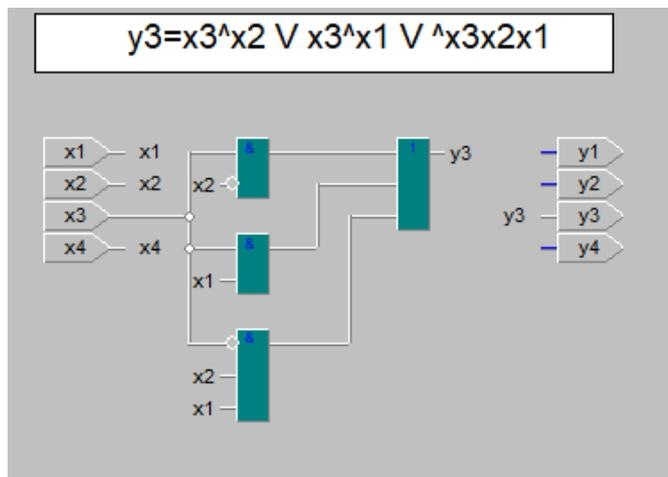 y3=x3^x2 V x3^x1 V ^x3x2x1
x1 x1 & 1 y3 y1
x2 x2 x2 y2
x3 y3 y3
x4 x4 & y4
x1
&
x2
x1